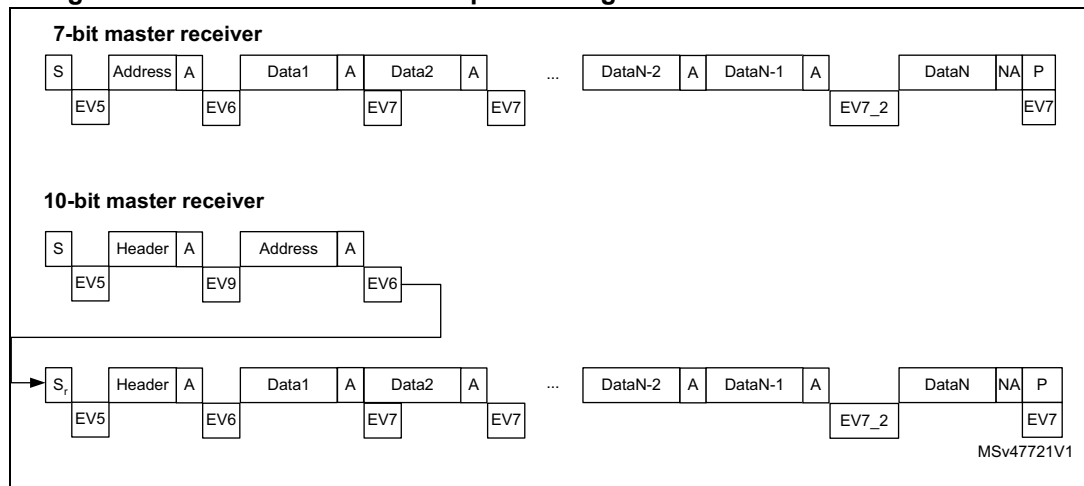 7-bit master receiver
S Address A Data1 A Data2 A ... DataN-2 A DataN-1 A DataN NA P
EV5 EV6 EV7 EV7 EV7_2 EV7
10-bit master receiver
S Header A Address A
EV5 EV9 EV6
Sr Header A Data1 A Data2 A ... DataN-2 A DataN-1 A DataN NA P
EV5 EV6 EV7 EV7 EV7_2 EV7
MSv47721V1